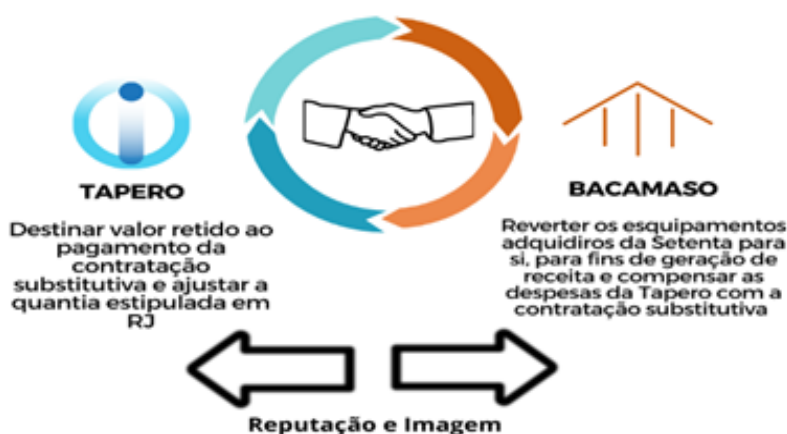 TAPERO
Destinar valor retido ao
pagamento da
contratação
substitutiva e ajustar a
quantia estipulada em
RJ
BACAMASO
Reverter os esquipamentos
adquidiros da Setenta para
si, para fins de geração de
receita e compensar as
despesas da Tapero com a
contratação substitutiva
Reputação e Imagem